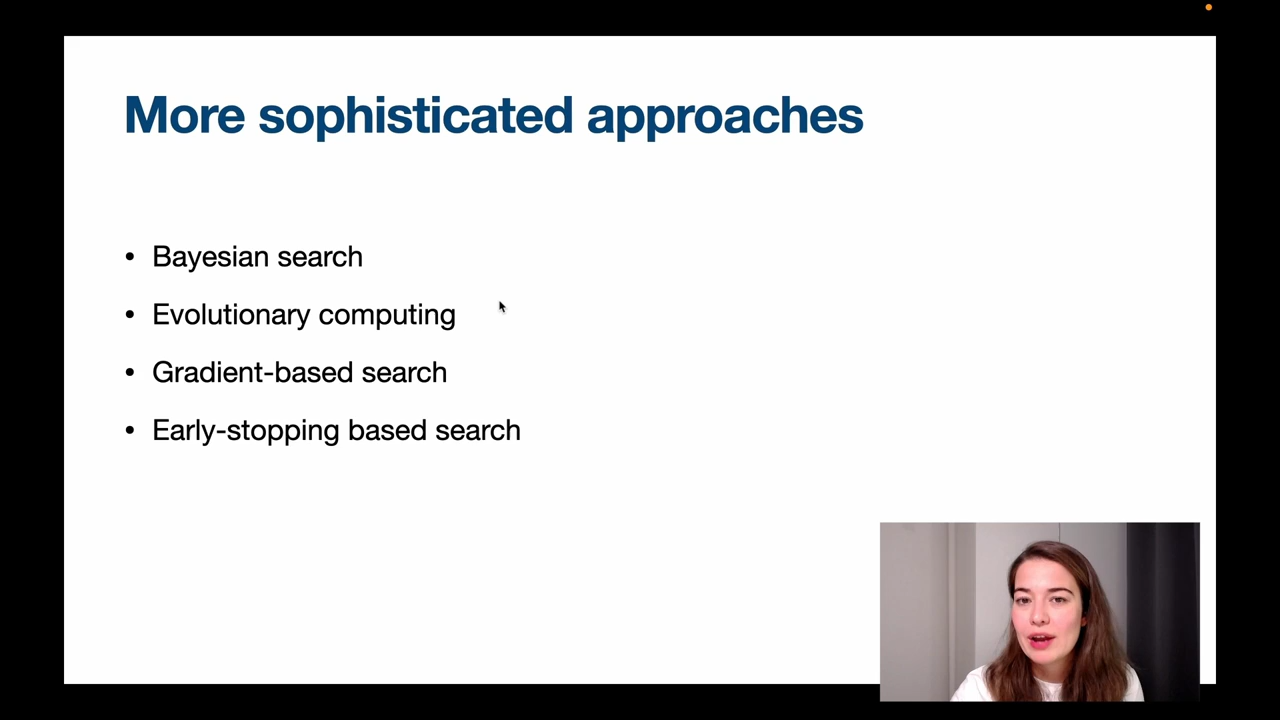 More sophisticated approaches
• Bayesian search
• Evolutionary computing
• Gradient-based search
• Early-stopping based search